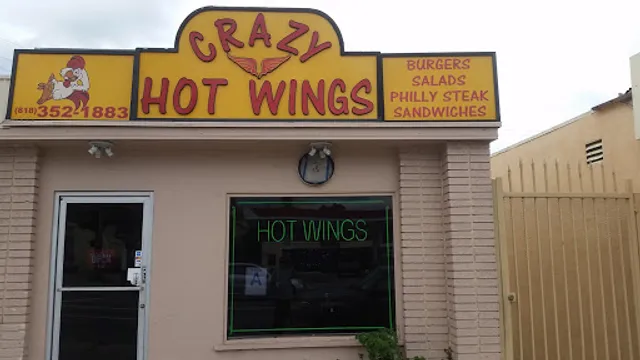 CRAZY
HOT WINGS
(818) 352-1883
BURGERS
SALADS
PHILLY STEAK
SANDWICHES
HOT WINGS
A